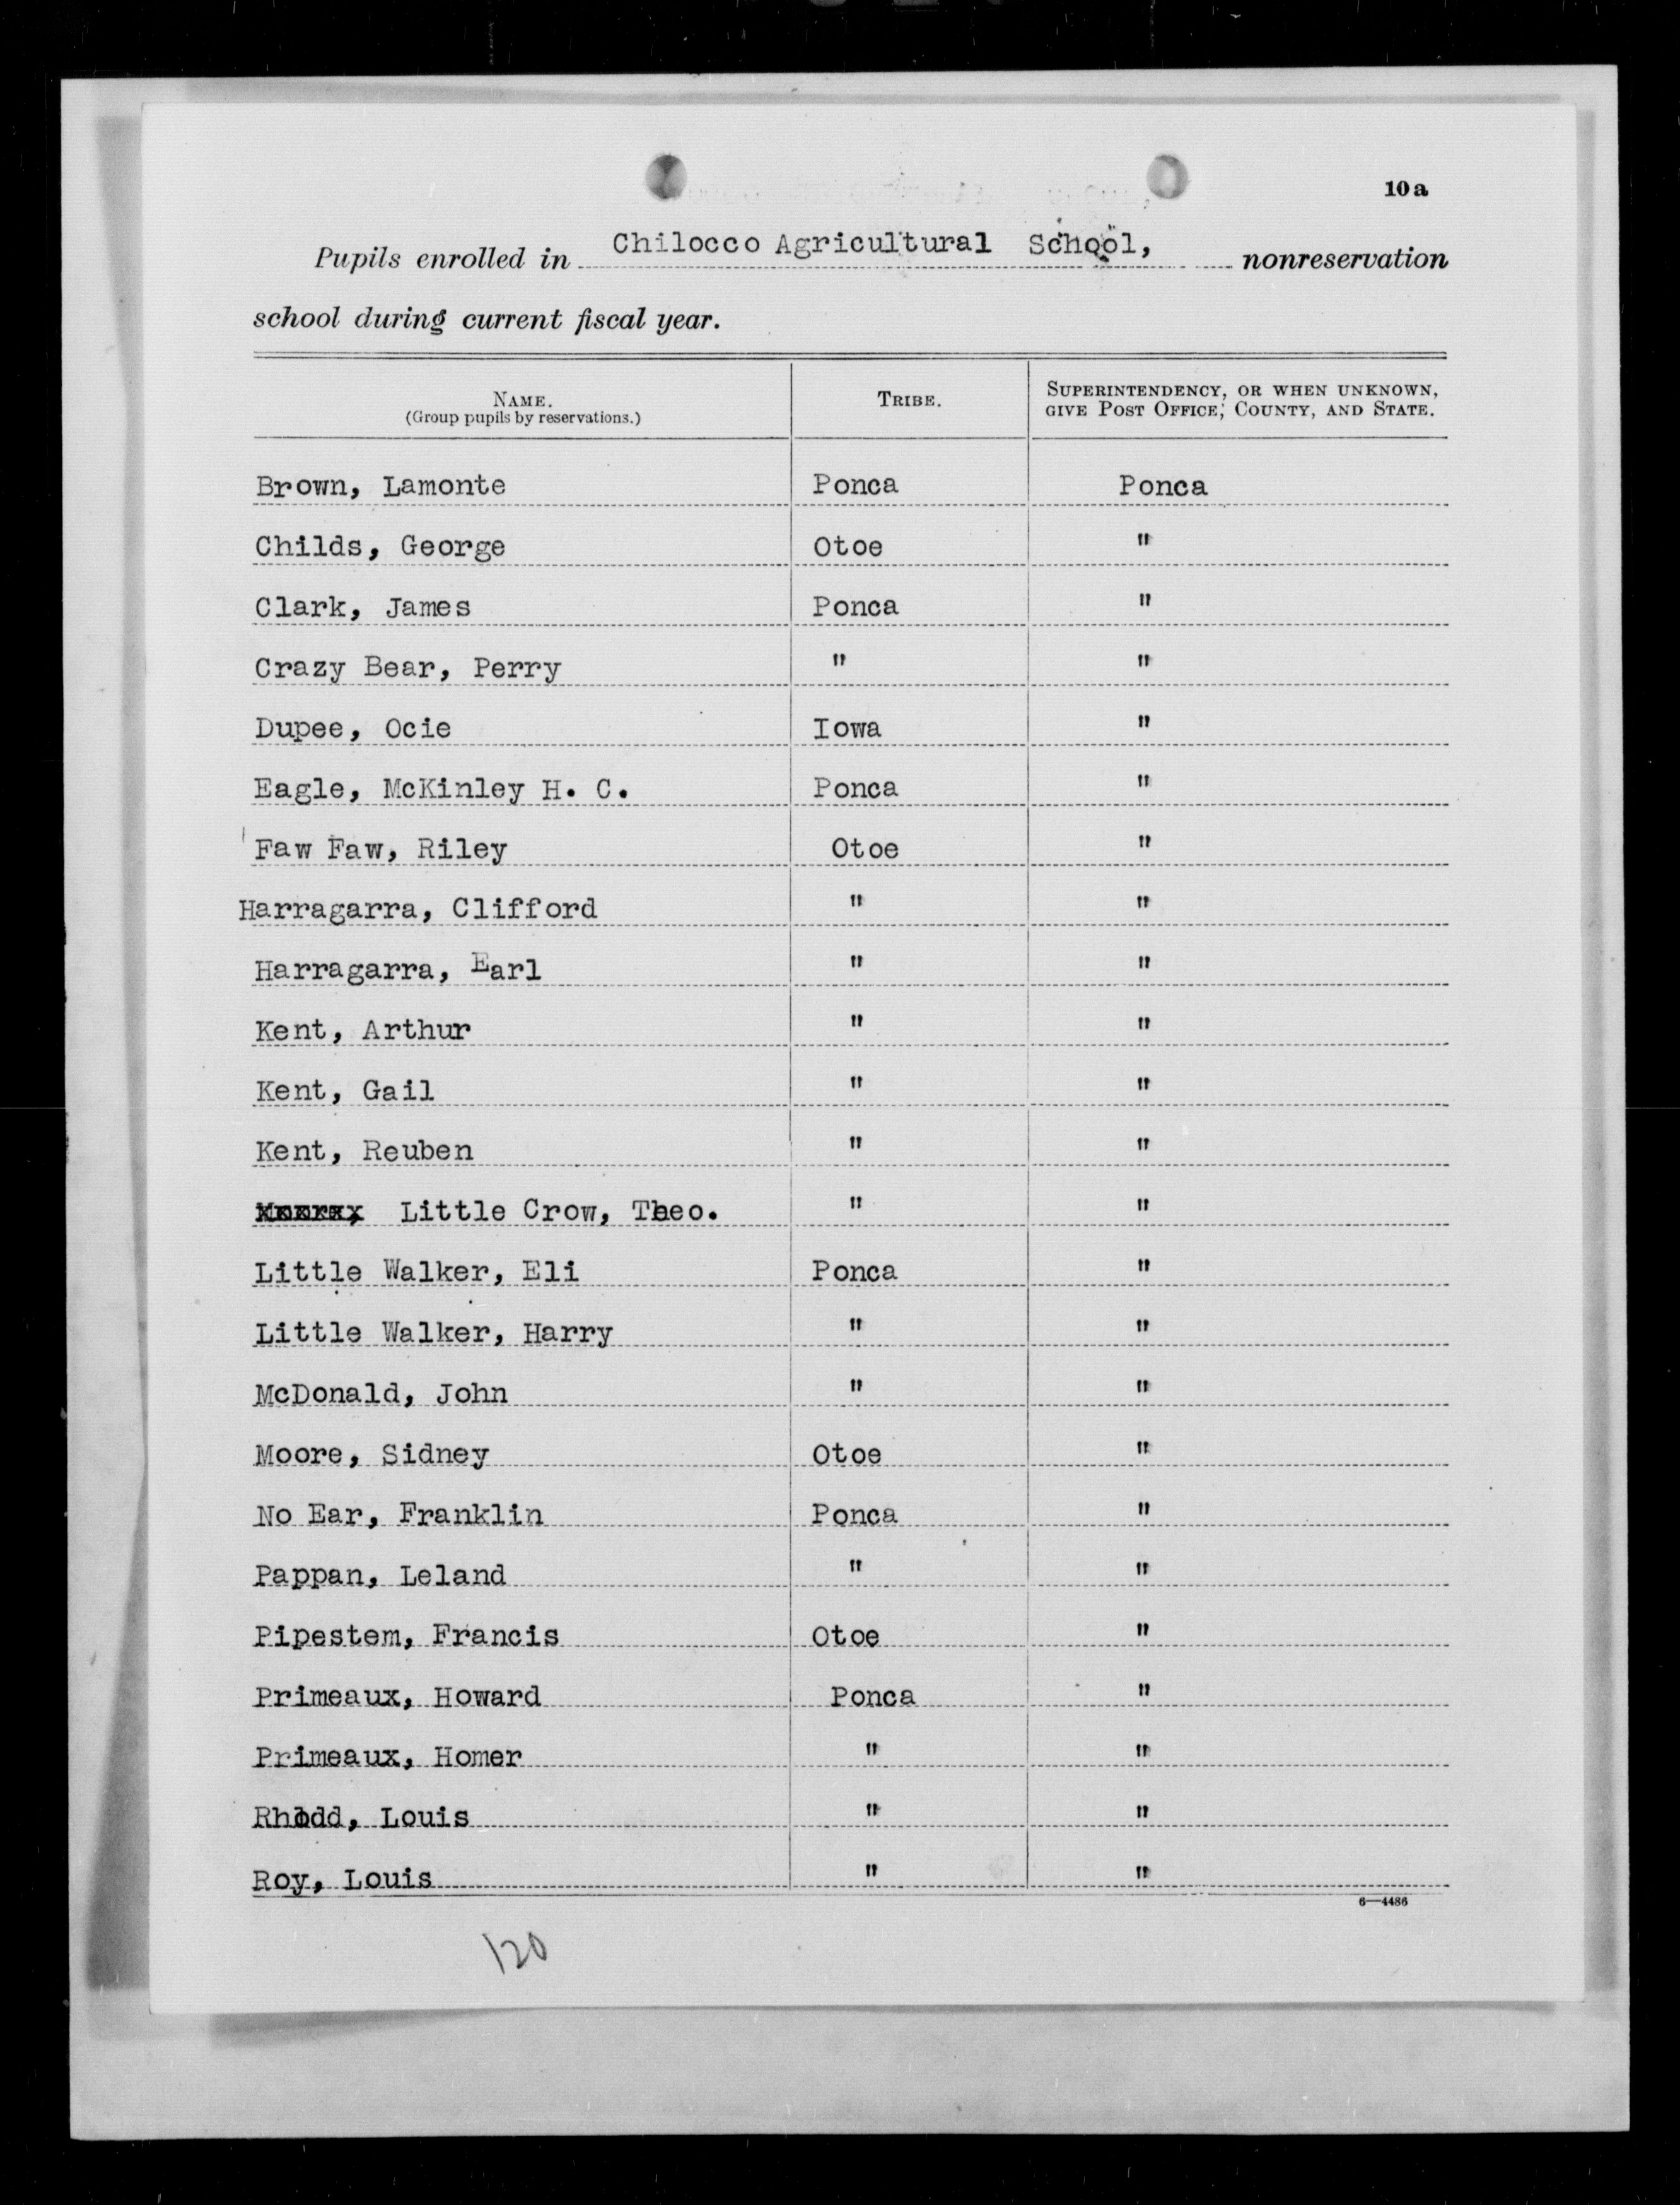 10a
Pupils enrolled in Chilocco Agricultural School, nonreservation
school during current fiscal year.
NAME. TRIBE. SUPERINTENDENCY, OR WHEN UNKNOWN,
(Group pupils by reservations.) GIVE POST OFFICE, COUNTY, AND STATE.
Brown, Lamonte Ponca Ponca
Childs, George Otoe "
Clark, James Ponca "
Crazy Bear, Perry " "
Dupee, Ocie Iowa "
Eagle, McKinley H. C. Ponca "
Faw Faw, Riley Otoe "
Harragarra, Clifford " "
Harragarra, Earl " "
Kent, Arthur " "
Kent, Gail " "
Kent, Reuben " "
Little Crow, Theo. " "
Little Walker, Eli Ponca "
Little Walker, Harry " "
McDonald, John " "
Moore, Sidney Otoe "
No Ear, Franklin Ponca "
Pappan, Leland " "
Pipestem, Francis Otoe "
Primeaux, Howard Ponca "
Primeaux, Homer " "
Rhodd, Louis " "
Roy, Louis " "
6—4486
120